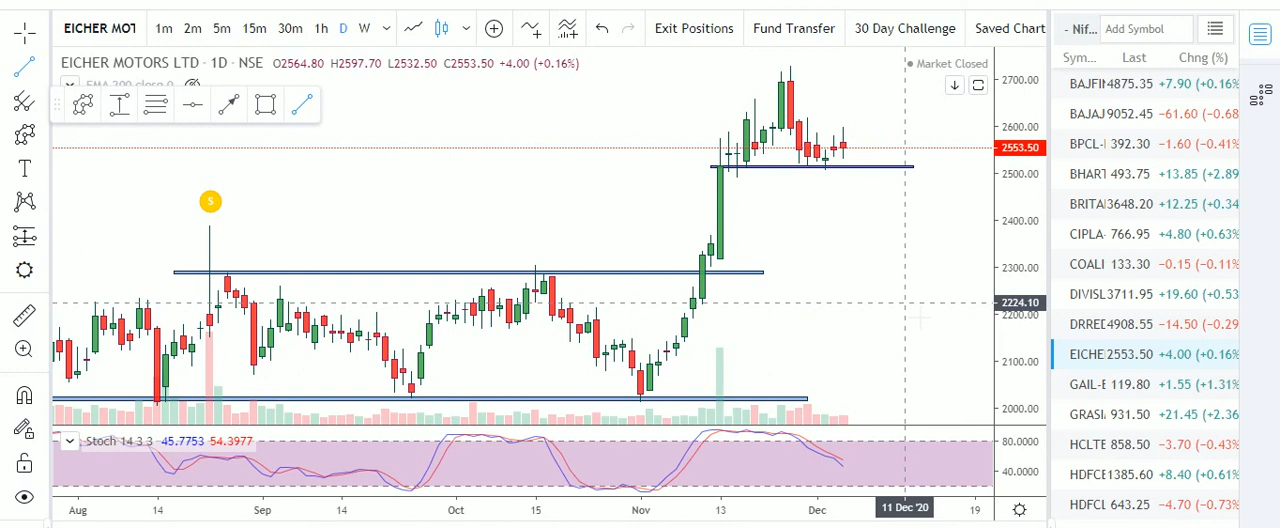 EICHER MOT 1m 2m 5m 15m 30m 1h D W Exit Positions Fund Transfer 30 Day Challenge Saved Chart
- Nif... Add Symbol
EICHER MOTORS LTD · 1D · NSE O2564.80 H2597.70 L2532.50 C2553.50 +4.00 (+0.16%)
Market Closed
Sym... Last Chng (%)
EMA 200 close 0
2700.00
2600.00
2553.50
2500.00
2400.00
2300.00
2224.10
2200.00
2100.00
2000.00
S
Stoch 14 3 3 45.7753 54.3977
80.0000
40.0000
Aug 14 Sep 14 Oct 15 Nov 13 Dec 11 Dec '20 19
BAJFIN 4875.35 +7.90 (+0.16%
BAJAJ 9052.45 -61.60 (-0.68
BPCL- 392.30 -1.60 (-0.41%
BHART 493.75 +13.85 (+2.89
BRITA 3648.20 +12.25 (+0.34
CIPLA- 766.95 +4.80 (+0.63%
COALI 133.30 -0.15 (-0.11%
DIVISL 3711.95 +19.60 (+0.53
DRRED 4908.55 -14.50 (-0.29
EICHE 2553.50 +4.00 (+0.16%
GAIL-E 119.80 +1.55 (+1.31%
GRASI 931.50 +21.45 (+2.36
HCLTE 858.50 -3.70 (-0.43%
HDFCB 1385.60 +8.40 (+0.61%
HDFCL 643.25 -4.70 (-0.73%